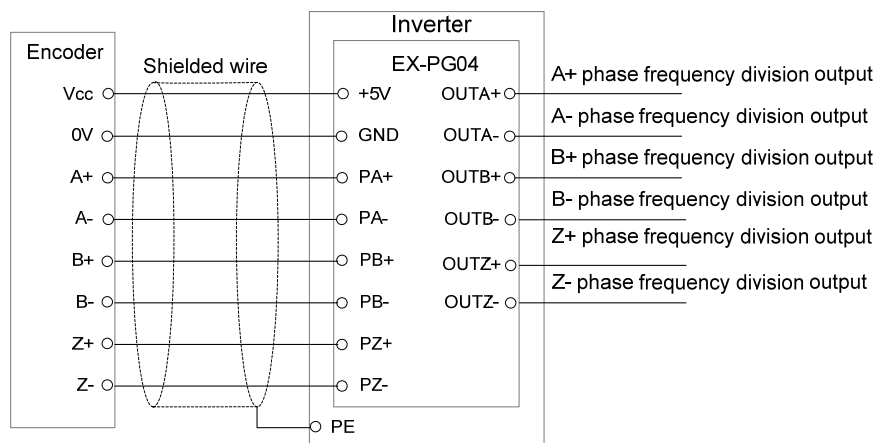 Inverter
Encoder
Shielded wire
EX-PG04
Vcc
+5V
OUTA+
A+ phase frequency division output
0V
GND
OUTA-
A- phase frequency division output
A+
PA+
OUTB+
B+ phase frequency division output
A-
PA-
OUTB-
B- phase frequency division output
B+
PB+
OUTZ+
Z+ phase frequency division output
B-
PB-
OUTZ-
Z- phase frequency division output
Z+
PZ+
Z-
PZ-
PE